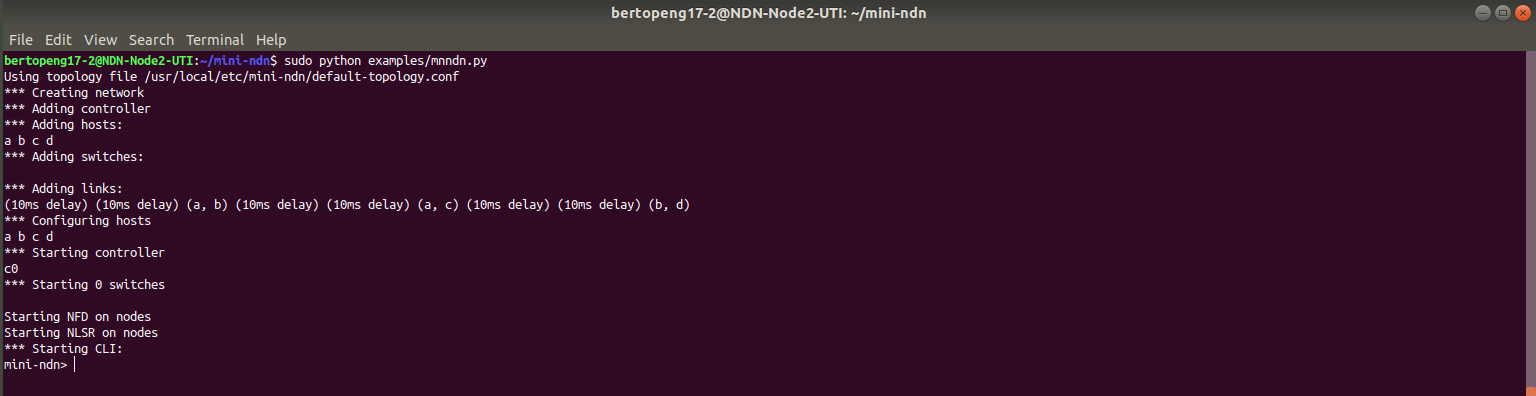 bertopeng17-2@NDN-Node2-UTI: ~/mini-ndn
File Edit View Search Terminal Help
bertopeng17-2@NDN-Node2-UTI:~/mini-ndn$ sudo python examples/mnndn.py
Using topology file /usr/local/etc/mini-ndn/default-topology.conf
*** Creating network
*** Adding controller
*** Adding hosts:
a b c d
*** Adding switches:

*** Adding links:
(10ms delay) (10ms delay) (a, b) (10ms delay) (10ms delay) (a, c) (10ms delay) (10ms delay) (b, d)
*** Configuring hosts
a b c d
*** Starting controller
c0
*** Starting 0 switches

Starting NFD on nodes
Starting NLSR on nodes
*** Starting CLI:
mini-ndn>